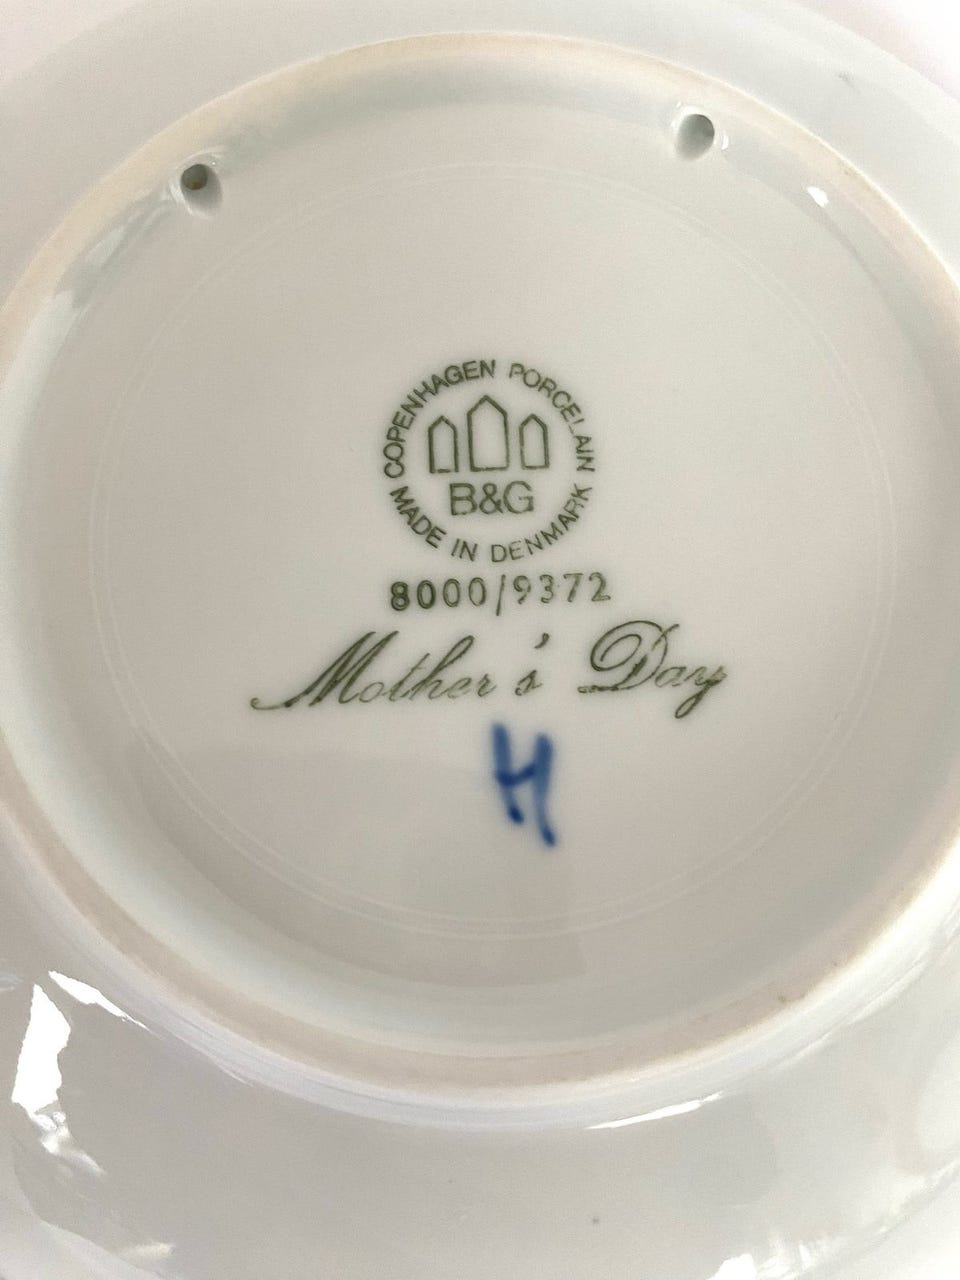 COPENHAGEN PORCELAIN
B&G
MADE IN DENMARK
8000/9372
Mother's Day
H